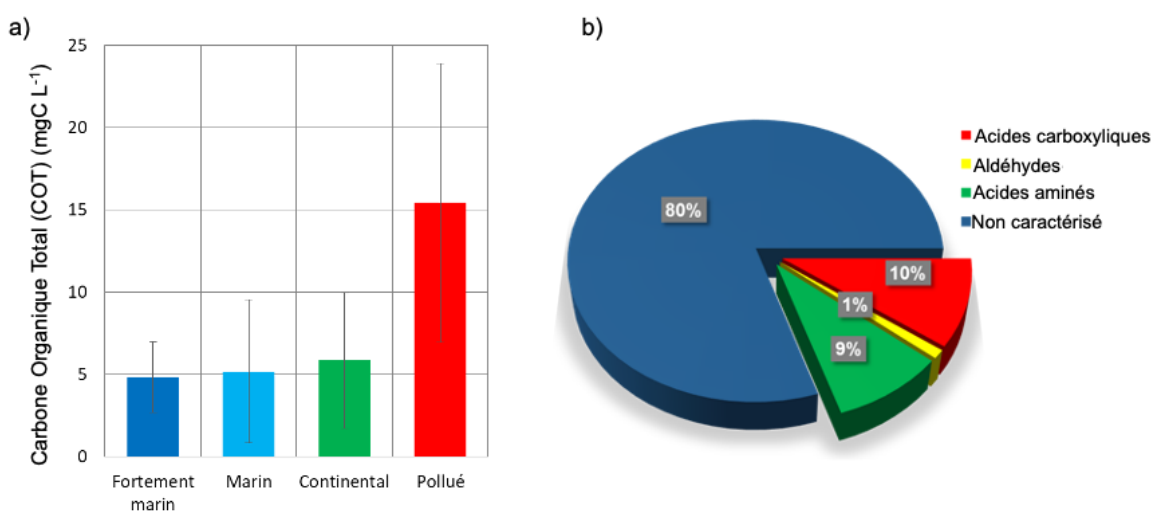 a)
Carbone Organique Total (COT) (mgC L⁻¹)
25
20
15
10
5
0
Fortement
marin
Marin
Continental
Pollué
b)
80%
10%
1%
9%
Acides carboxyliques
Aldéhydes
Acides aminés
Non caractérisé